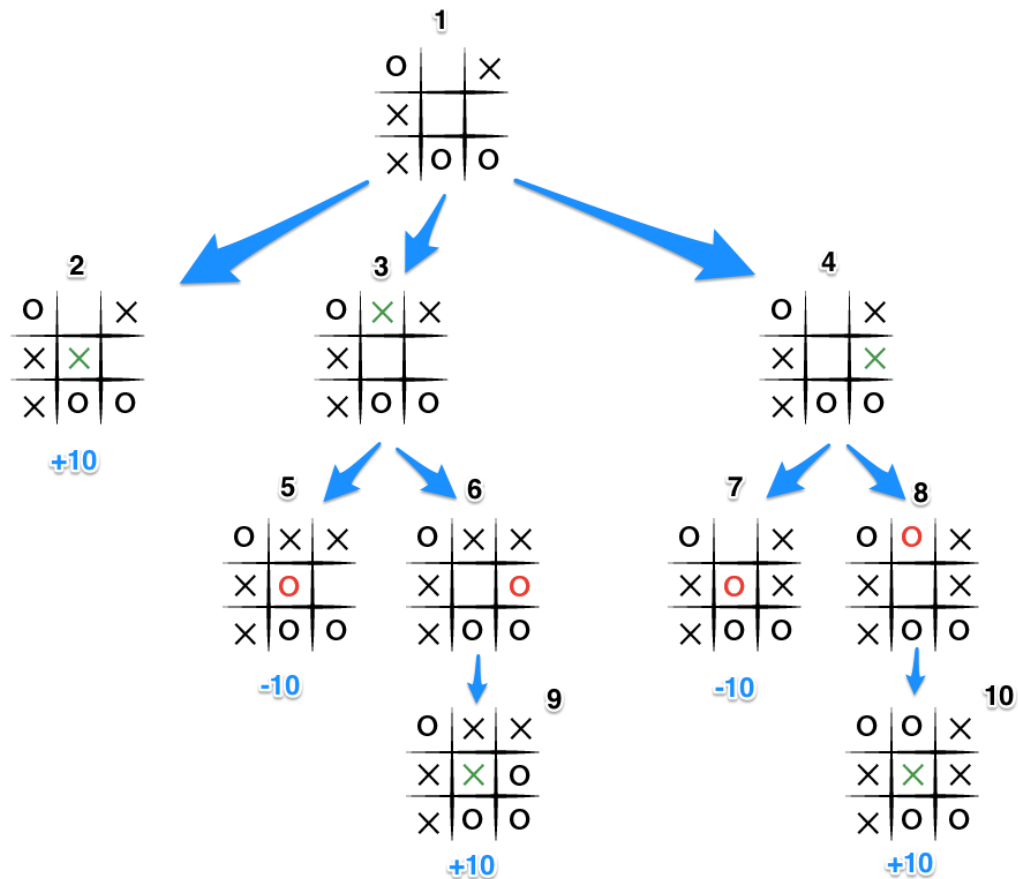 1
O X
X
X O O
2 3 4
O X
X X
X O O
+10
O X X
X
X O O
O X
X X
X O O
5 6 7 8
O X X
X O
X O O
-10
O X X
X O
X O O
O X
X O X
X O O
-10
O O X
X X
X O O
9 10
O X X
X X O
X O O
+10
O O X
X X X
X O O
+10